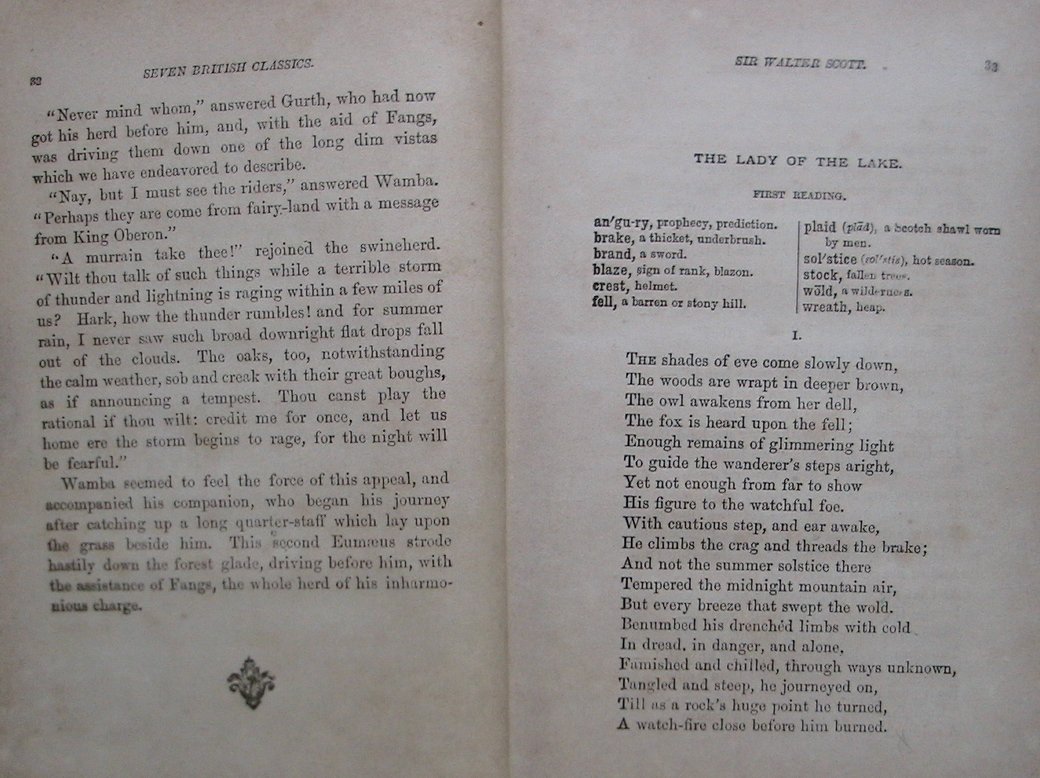 32
SEVEN BRITISH CLASSICS.
“Never mind whom,” answered Gurth, who had now
got his herd before him, and, with the aid of Fangs,
was driving them down one of the long dim vistas
which we have endeavored to describe.
“Nay, but I must see the riders,” answered Wamba.
“Perhaps they are come from fairy-land with a message
from King Oberon.”
“A murrain take thee!” rejoined the swineherd.
“Wilt thou talk of such things while a terrible storm
of thunder and lightning is raging within a few miles of
us? Hark, how the thunder rumbles! and for summer
rain, I never saw such broad downright flat drops fall
out of the clouds. The oaks, too, notwithstanding
the calm weather, sob and creak with their great boughs,
as if announcing a tempest. Thou canst play the
rational if thou wilt: credit me for once, and let us
home ere the storm begins to rage, for the night will
be fearful.”
Wamba seemed to feel the force of this appeal, and
accompanied his companion, who began his journey
after catching up a long quarter-staff which lay upon
the grass beside him. This second Eumæus strode
hastily down the forest glade, driving before him, with
the assistance of Fangs, the whole herd of his inharmo-
nious charge.
SIR WALTER SCOTT.
33
THE LADY OF THE LAKE.
FIRST READING.
an′gu-ry, prophecy, prediction.
brake, a thicket, underbrush.
brand, a sword.
blaze, sign of rank, blazon.
crest, helmet.
fell, a barren or stony hill.
plaid (plăd), a Scotch shawl worn
by men.
sol′stice (sol′stis), hot season.
stock, fallen trees.
wōld, a wilderness.
wreath, heap.
I.
THE shades of eve come slowly down,
The woods are wrapt in deeper brown,
The owl awakens from her dell,
The fox is heard upon the fell;
Enough remains of glimmering light
To guide the wanderer's steps aright,
Yet not enough from far to show
His figure to the watchful foe.
With cautious step, and ear awake,
He climbs the crag and threads the brake;
And not the summer solstice there
Tempered the midnight mountain air,
But every breeze that swept the wold.
Benumbed his drenchéd limbs with cold.
In dread, in danger, and alone,
Famished and chilled, through ways unknown,
Tangled and steep, he journeyed on,
Till as a rock's huge point he turned,
A watch-fire close before him burned.